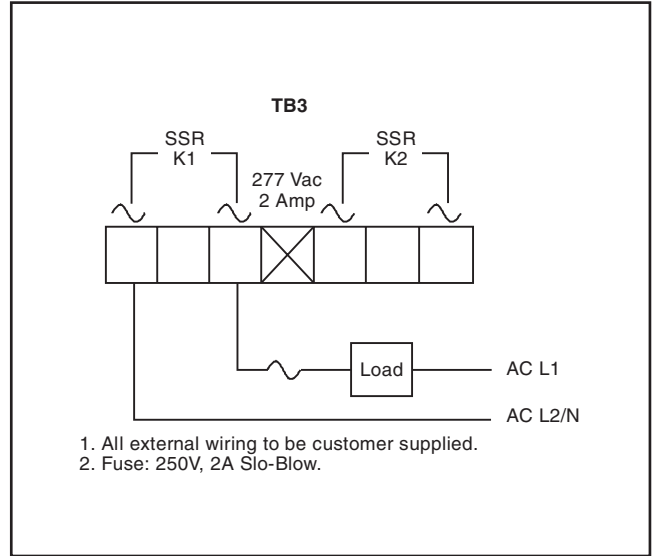 TB3
SSR
K1
SSR
K2
277 Vac
2 Amp
Load
AC L1
AC L2/N
1. All external wiring to be customer supplied.
2. Fuse: 250V, 2A Slo-Blow.